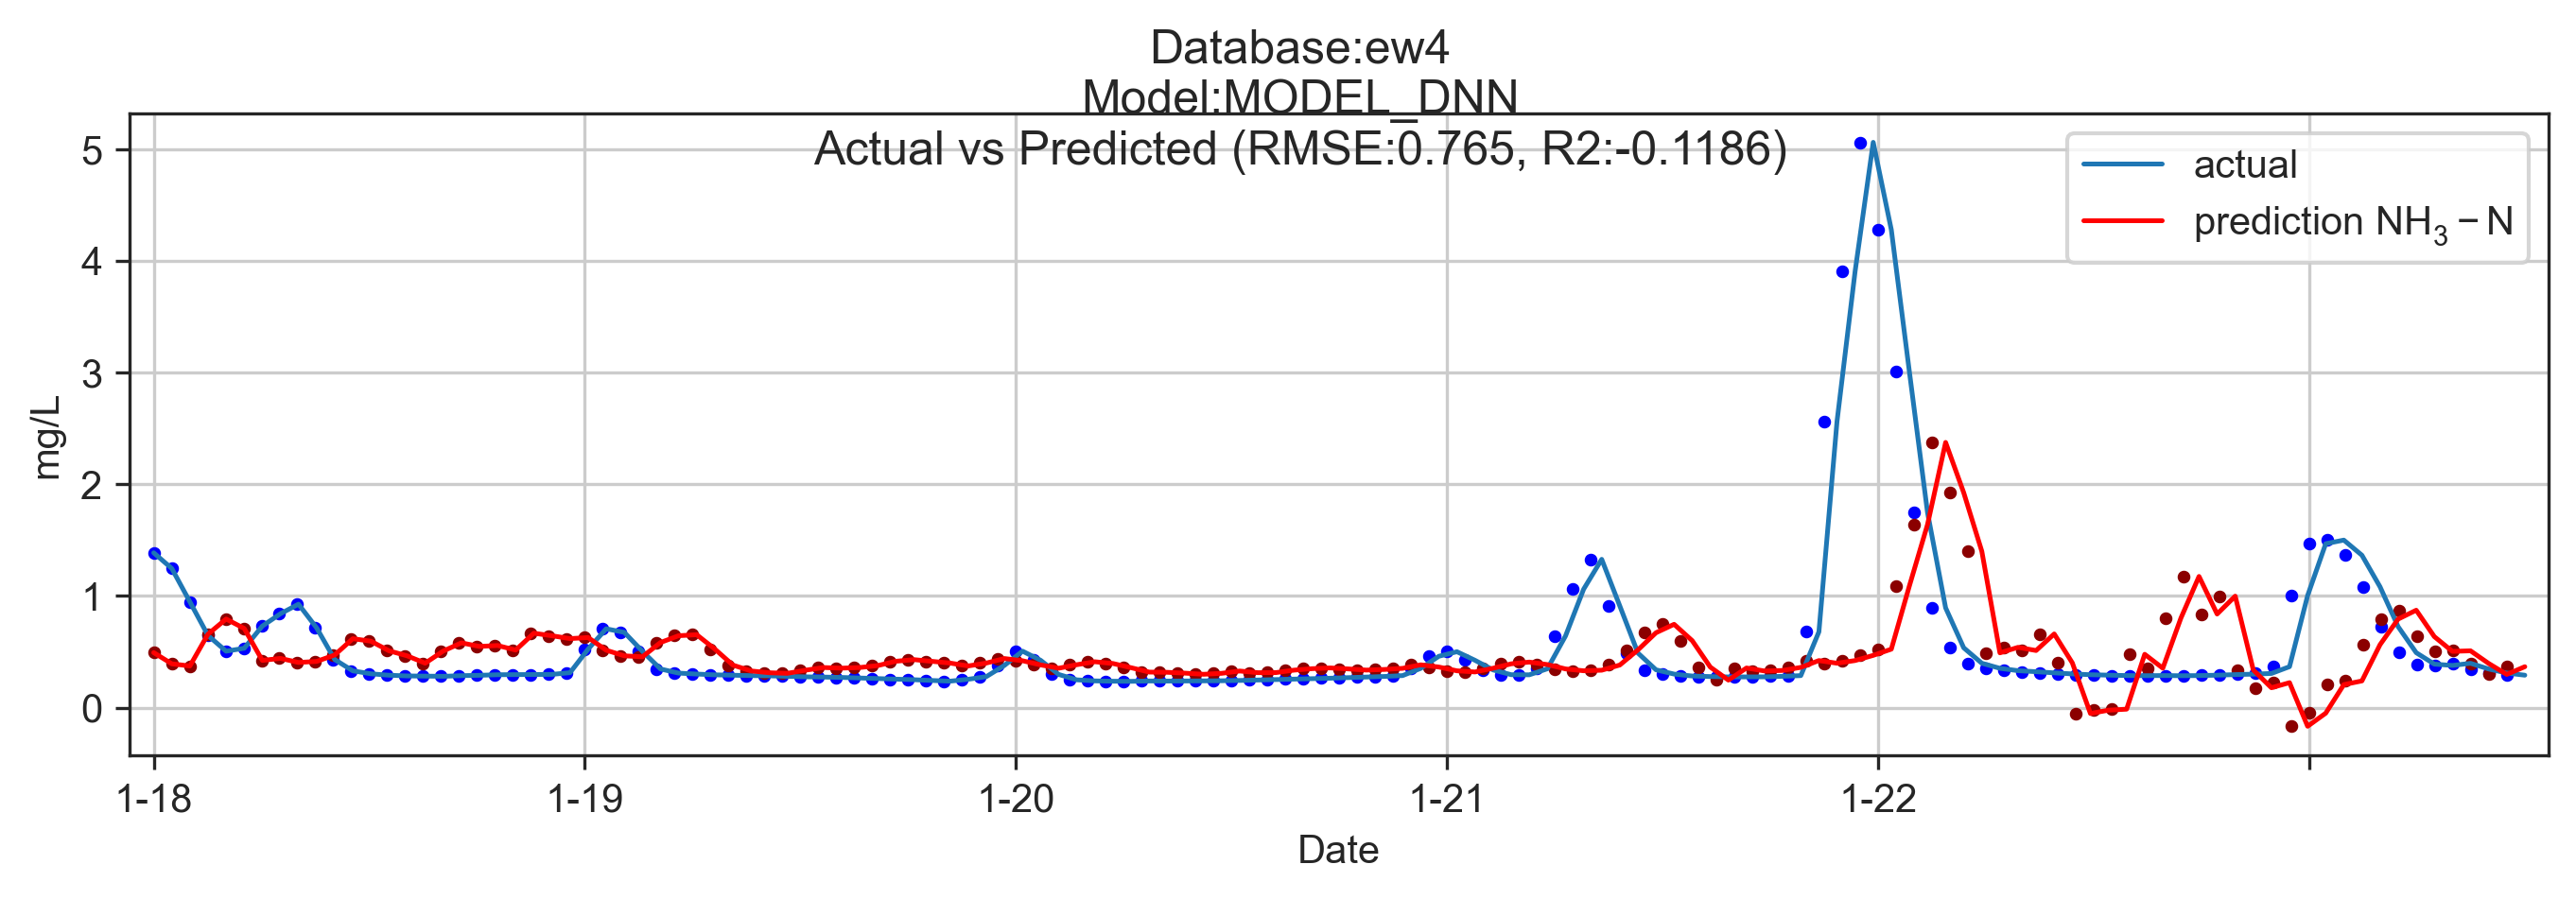 Database:ew4
Model:MODEL_DNN
Actual vs Predicted (RMSE:0.765, R2:-0.1186)
actual
prediction NH₃ − N
mg/L
5
4
3
2
1
0
1-18 1-19 1-20 1-21 1-22
Date